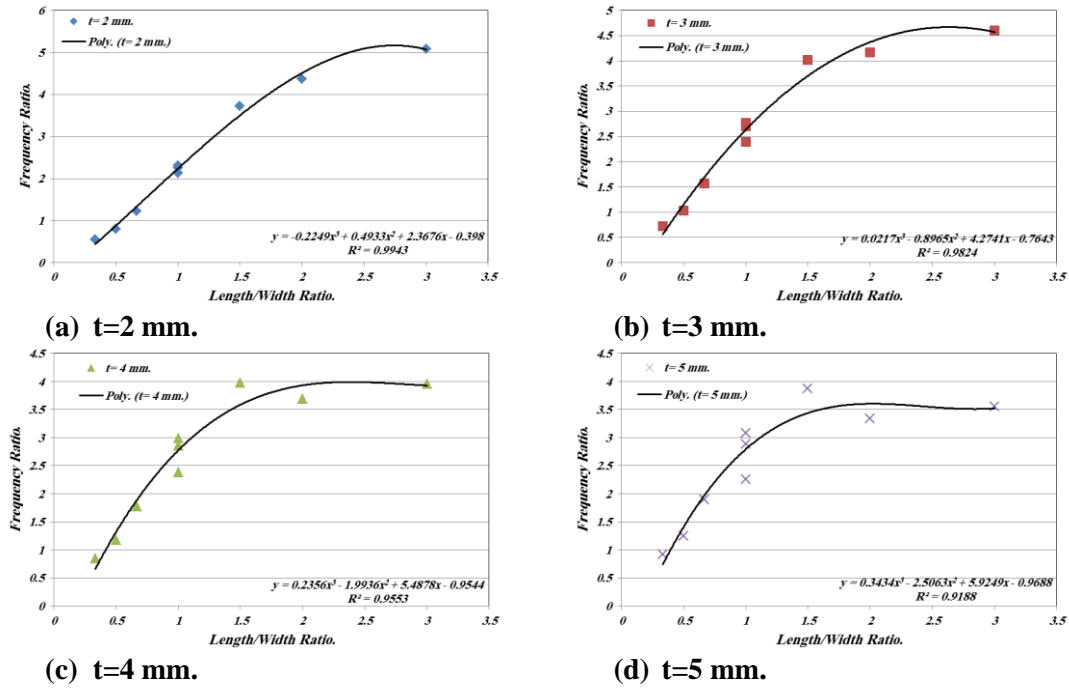 t= 2 mm.
Poly. (t= 2 mm.)
Frequency Ratio.
6
5
4
3
2
1
0
y = -0.2249x³ + 0.4933x² + 2.3676x - 0.398
R² = 0.9943
0 0.5 1 1.5 2 2.5 3 3.5
Length/Width Ratio.
(a) t=2 mm.
t= 3 mm.
Poly. (t= 3 mm.)
Frequency Ratio.
5
4.5
4
3.5
3
2.5
2
1.5
1
0.5
0
y = 0.0217x³ - 0.8965x² + 4.2741x - 0.7643
R² = 0.9824
0 0.5 1 1.5 2 2.5 3 3.5
Length/Width Ratio.
(b) t=3 mm.
t= 4 mm.
Poly. (t= 4 mm.)
Frequency Ratio.
4.5
4
3.5
3
2.5
2
1.5
1
0.5
0
y = 0.2356x³ - 1.9936x² + 5.4878x - 0.9544
R² = 0.9553
0 0.5 1 1.5 2 2.5 3 3.5
Length/Width Ratio.
(c) t=4 mm.
t= 5 mm.
Poly. (t= 5 mm.)
Frequency Ratio.
4.5
4
3.5
3
2.5
2
1.5
1
0.5
0
y = 0.3434x³ - 2.5063x² + 5.9249x - 0.9688
R² = 0.9188
0 0.5 1 1.5 2 2.5 3 3.5
Length/Width Ratio.
(d) t=5 mm.